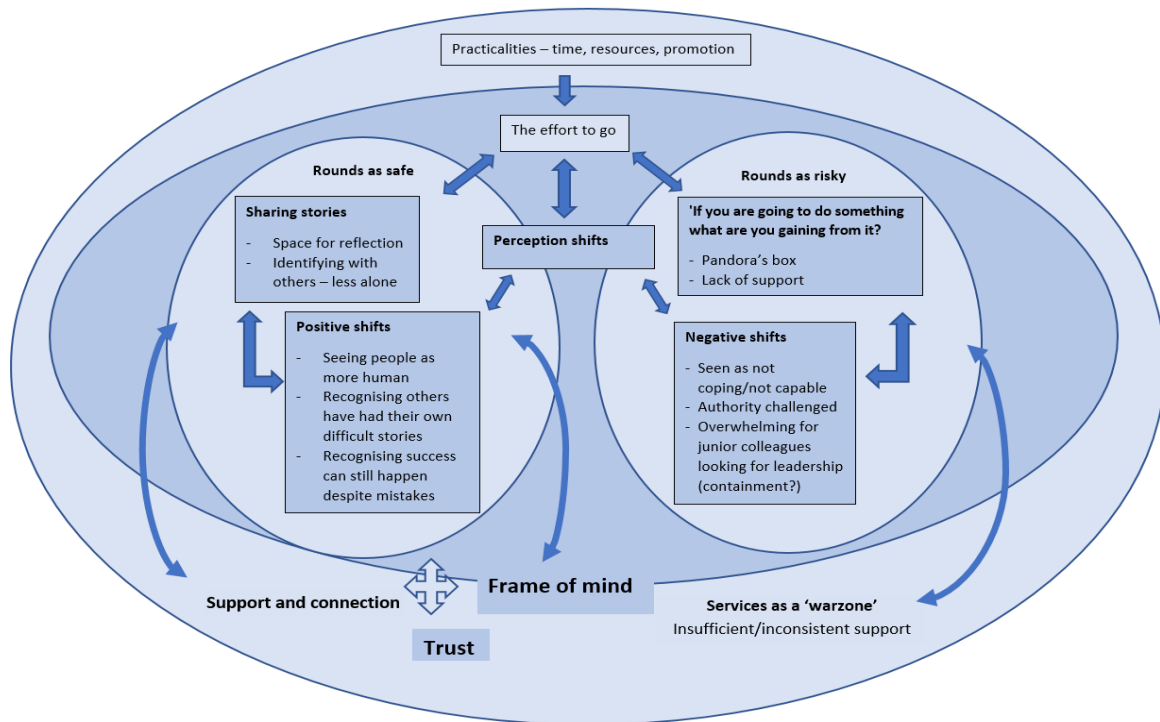 Practicalities – time, resources, promotion
The effort to go
Rounds as safe
Sharing stories
- Space for reflection
- Identifying with
others – less alone
Positive shifts
- Seeing people as
more human
- Recognising others
have had their own
difficult stories
- Recognising success
can still happen
despite mistakes
Perception shifts
Rounds as risky
'If you are going to do something
what are you gaining from it?
- Pandora’s box
- Lack of support
Negative shifts
- Seen as not
coping/not capable
- Authority challenged
- Overwhelming for
junior colleagues
looking for leadership
(containment?)
Support and connection
Frame of mind
Trust
Services as a ‘warzone’
Insufficient/inconsistent support